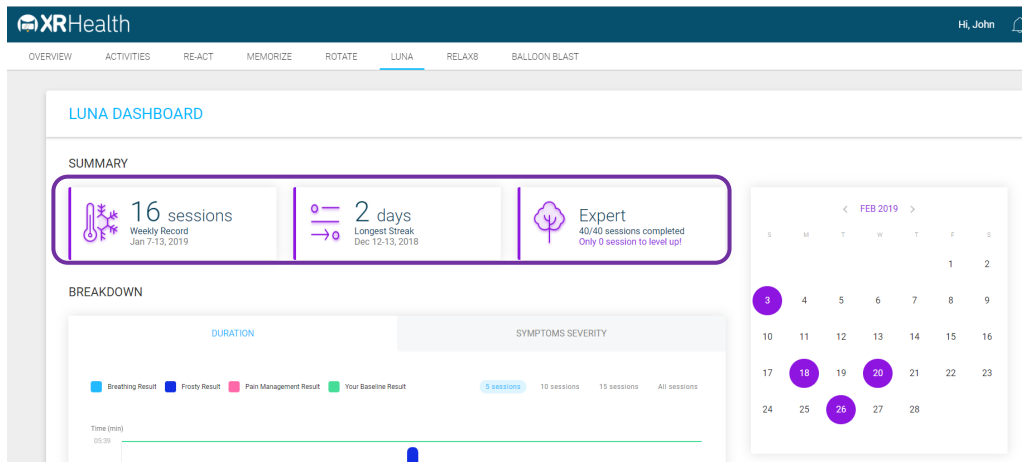 XRHealth
Hi, John
OVERVIEW ACTIVITIES RE-ACT MEMORIZE ROTATE LUNA RELAX8 BALLOON BLAST
LUNA DASHBOARD
SUMMARY
16 sessions
Weekly Record
Jan 7-13, 2019
2 days
Longest Streak
Dec 12-13, 2018
Expert
40/40 sessions completed
Only 0 session to level up!
< FEB 2019 >
S M T W T F S
1 2
3 4 5 6 7 8 9
10 11 12 13 14 15 16
17 18 19 20 21 22 23
24 25 26 27 28
BREAKDOWN
DURATION SYMPTOMS SEVERITY
Breathing Result Frosty Result Pain Management Result Your Baseline Result 5 sessions 10 sessions 15 sessions All sessions
Time (min)
03:39